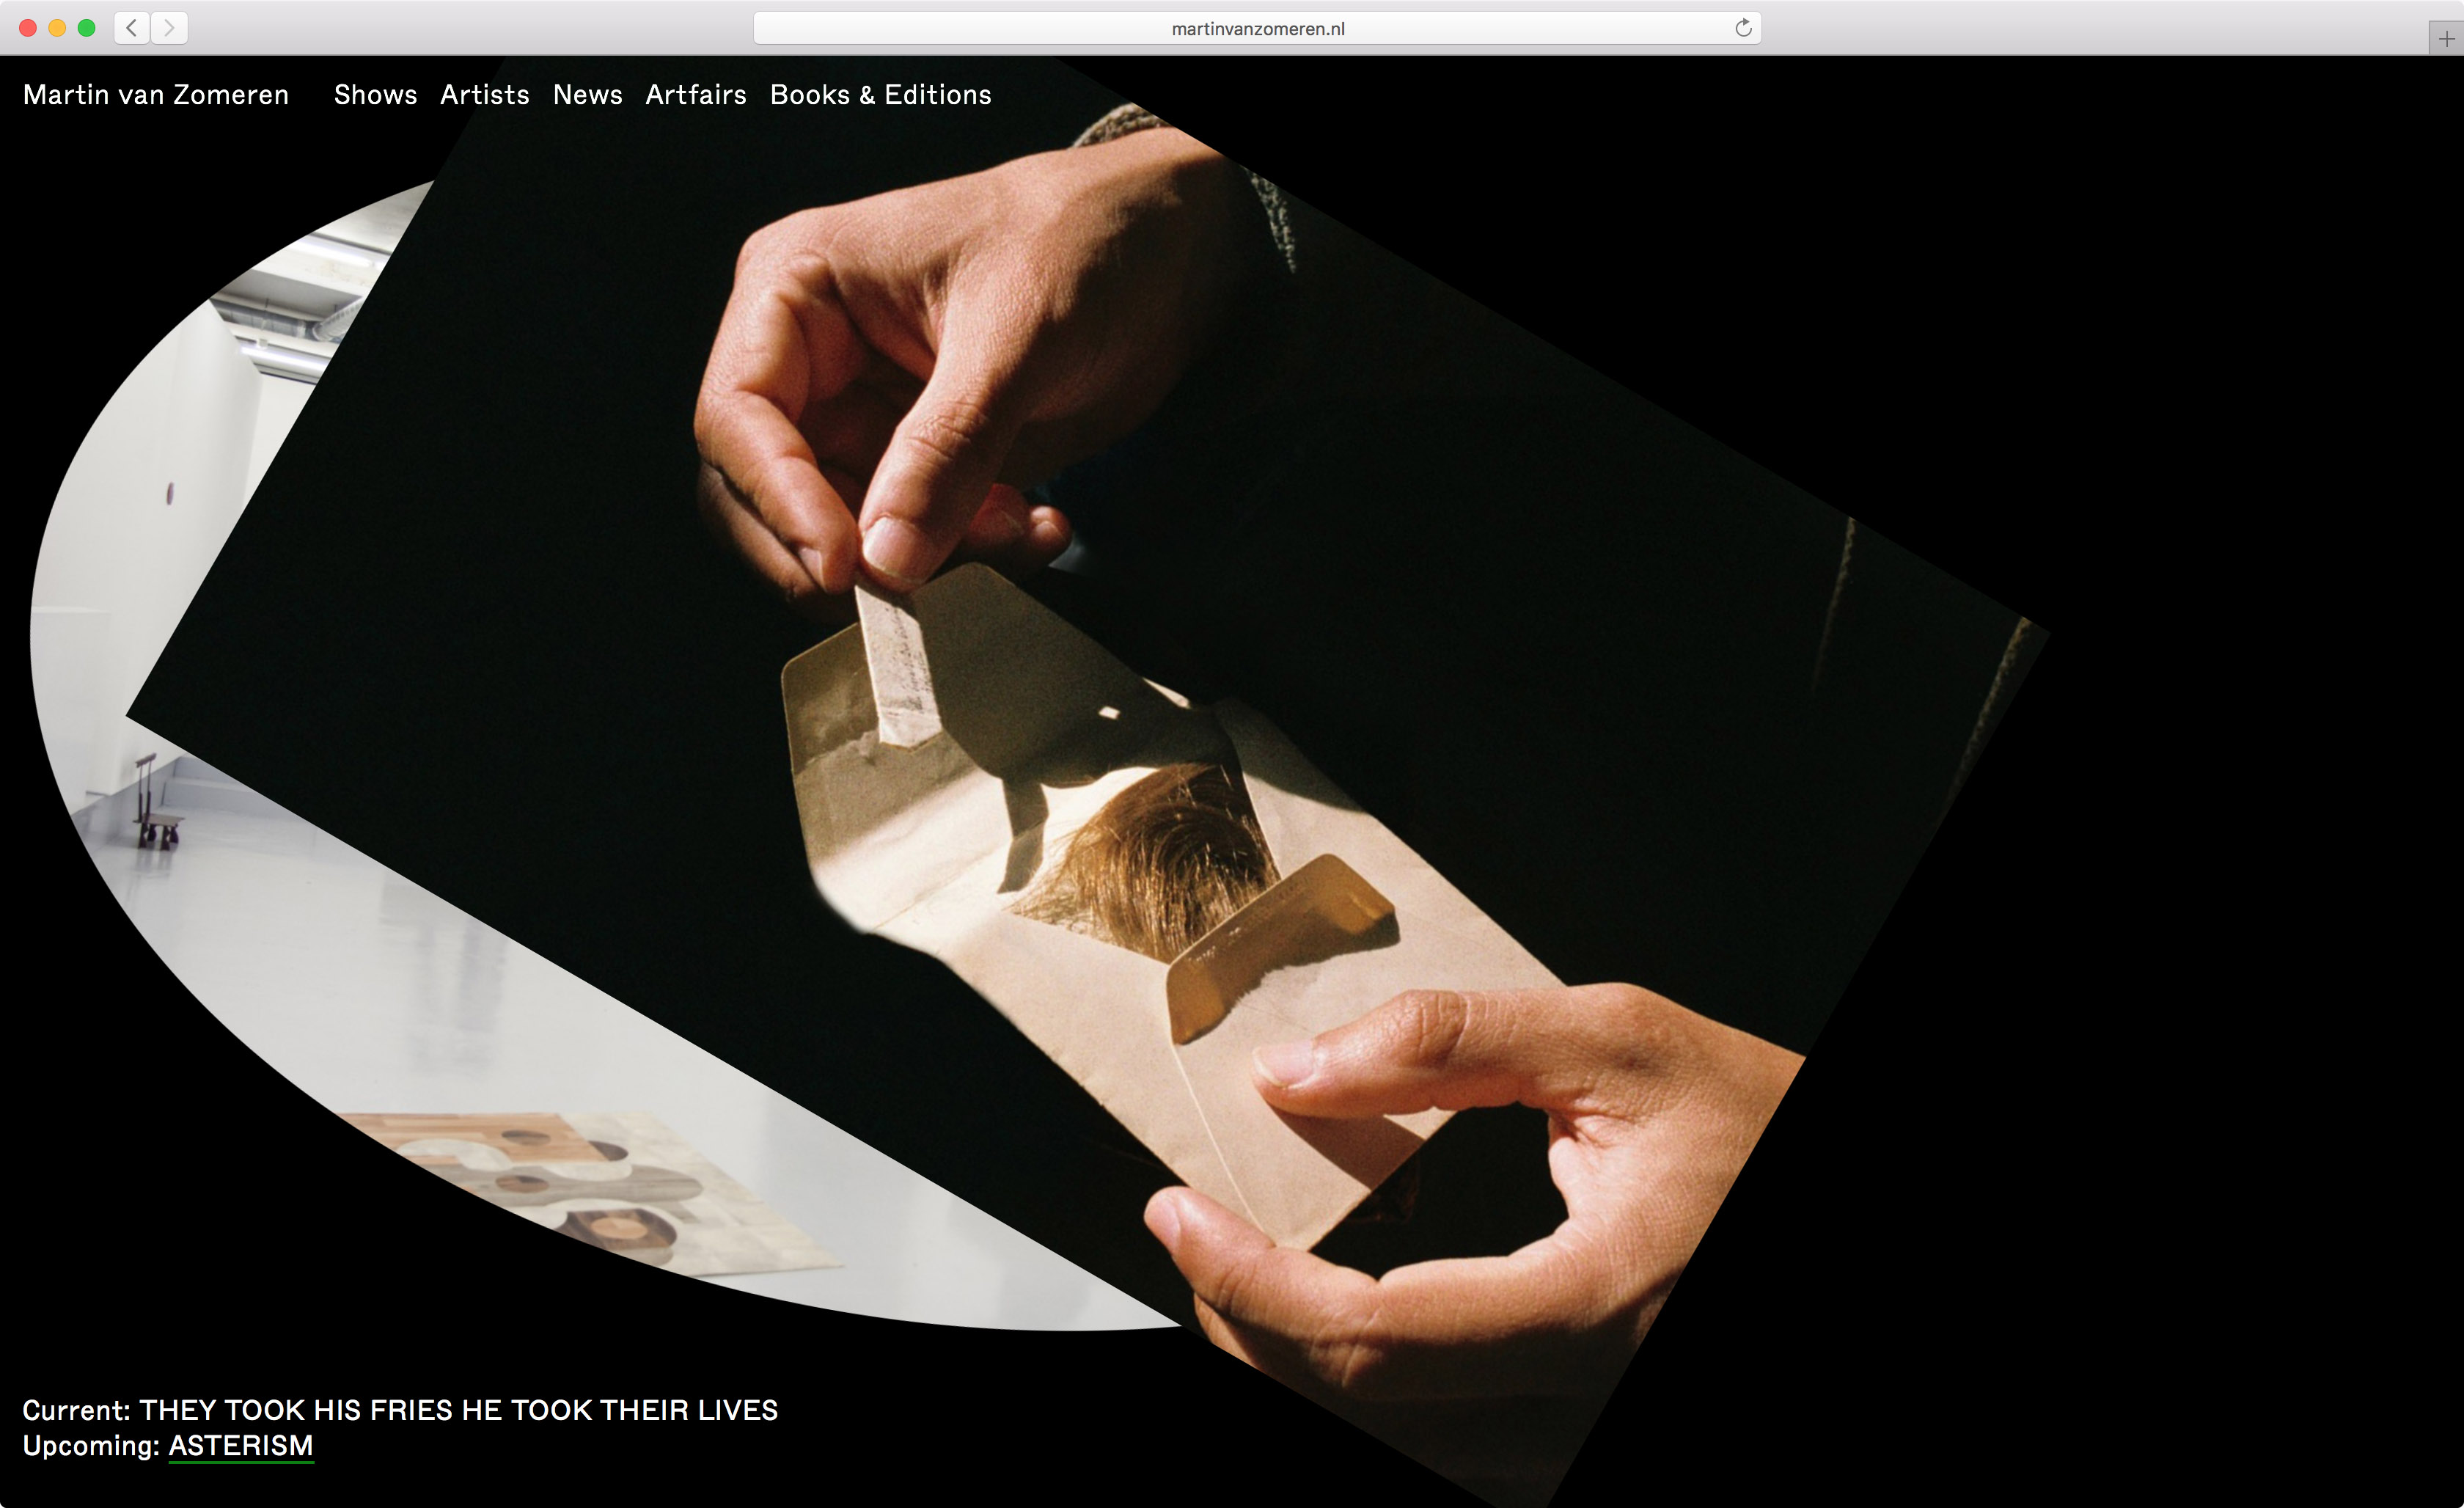 martinvanzomeren.nl
Martin van Zomeren Shows Artists News Artfairs Books & Editions
Current: THEY TOOK HIS FRIES HE TOOK THEIR LIVES
Upcoming: ASTERISM